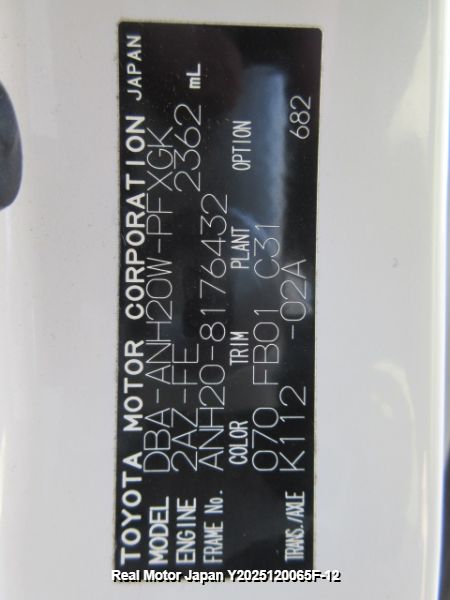 TOYOTA MOTOR CORPORATION JAPAN
MODEL DBA-ANH20W-PFXGK
ENGINE 2AZ-FE 2362 mL
FRAME No. ANH20-8176432
COLOR TRIM PLANT OPTION
070 FB01 C31
TRANS./AXLE K112 -02A 682
Real Motor Japan Y2025120065F-12